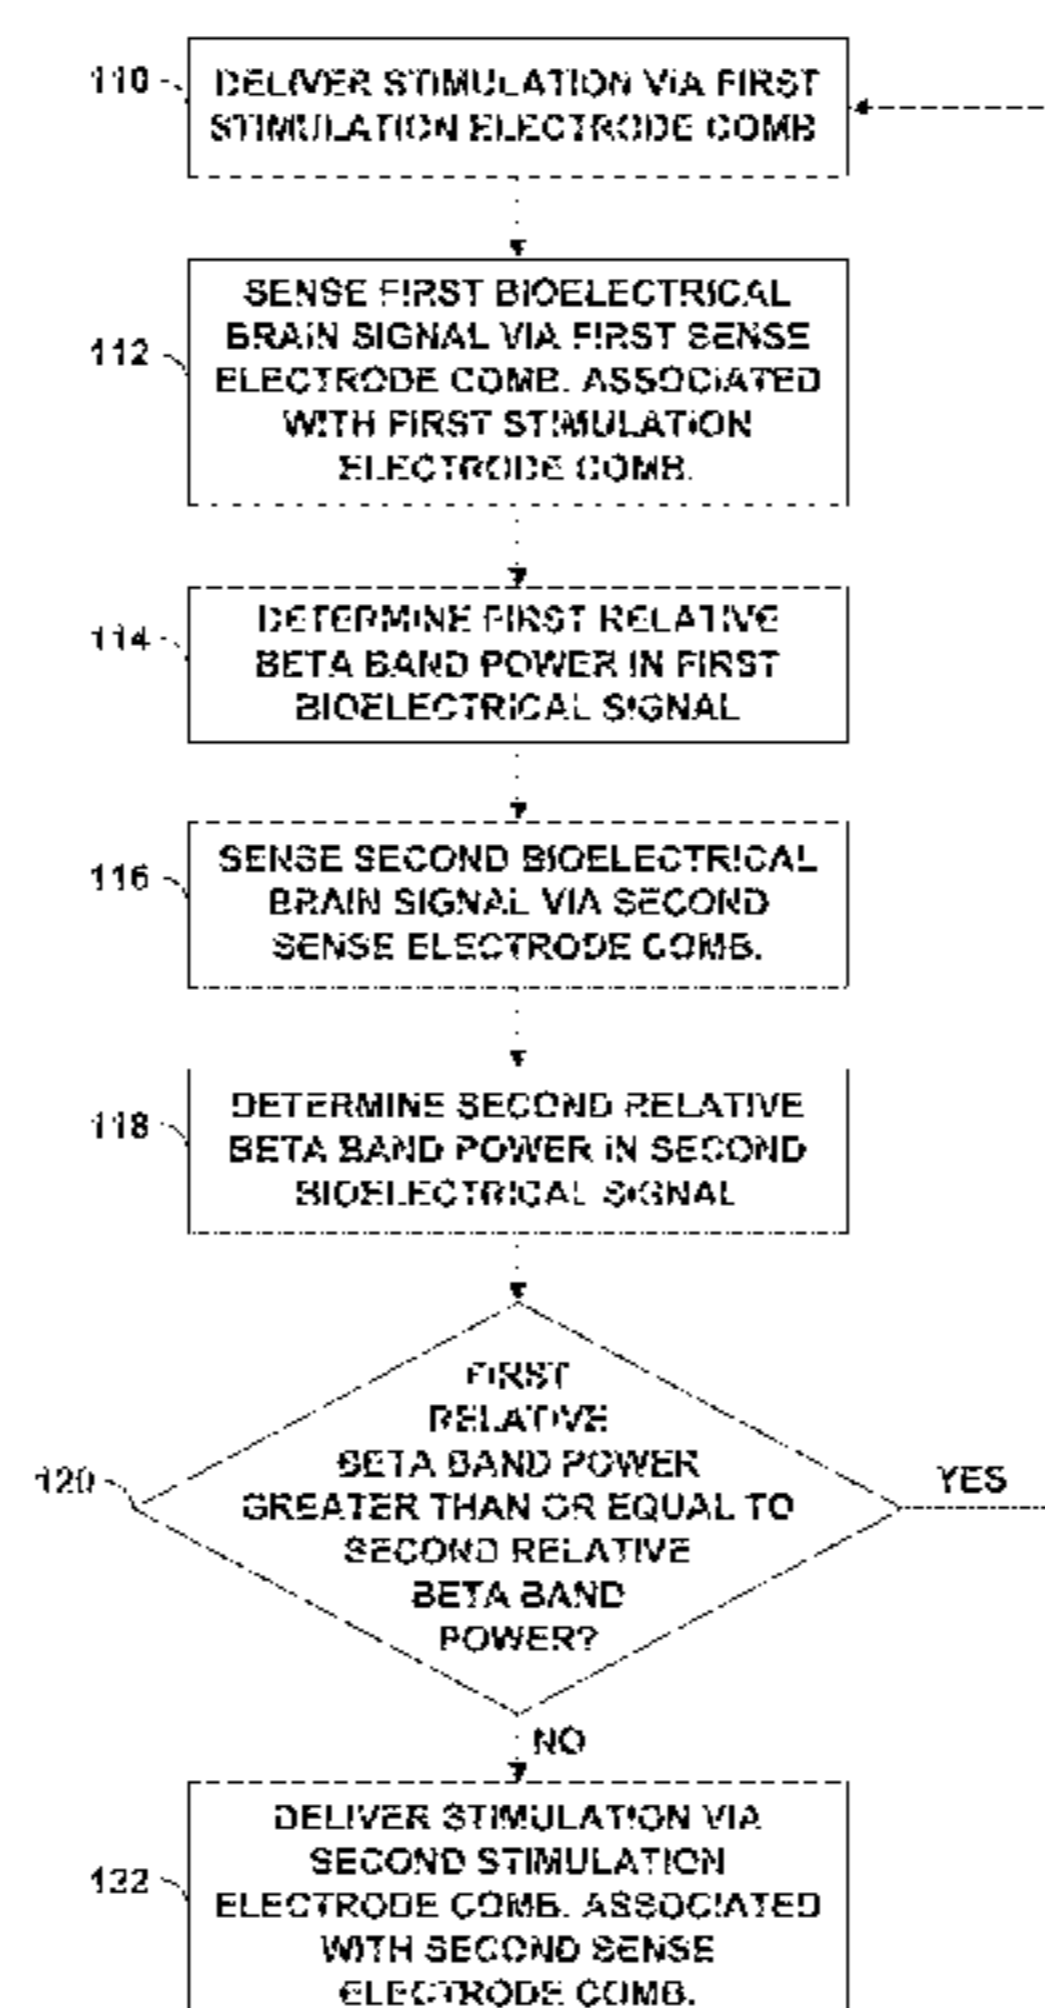 110
DELIVER STIMULATION VIA FIRST
STIMULATION ELECTRODE COMB
112
SENSE FIRST BIOELECTRICAL
BRAIN SIGNAL VIA FIRST SENSE
ELECTRODE COMB. ASSOCIATED
WITH FIRST STIMULATION
ELECTRODE COMB.
114
DETERMINE FIRST RELATIVE
BETA BAND POWER IN FIRST
BIOELECTRICAL SIGNAL
116
SENSE SECOND BIOELECTRICAL
BRAIN SIGNAL VIA SECOND
SENSE ELECTRODE COMB.
118
DETERMINE SECOND RELATIVE
BETA BAND POWER IN SECOND
BIOELECTRICAL SIGNAL
120
FIRST
RELATIVE
BETA BAND POWER
GREATER THAN OR EQUAL TO
SECOND RELATIVE
BETA BAND
POWER?
YES
NO
122
DELIVER STIMULATION VIA
SECOND STIMULATION
ELECTRODE COMB. ASSOCIATED
WITH SECOND SENSE
ELECTRODE COMB.